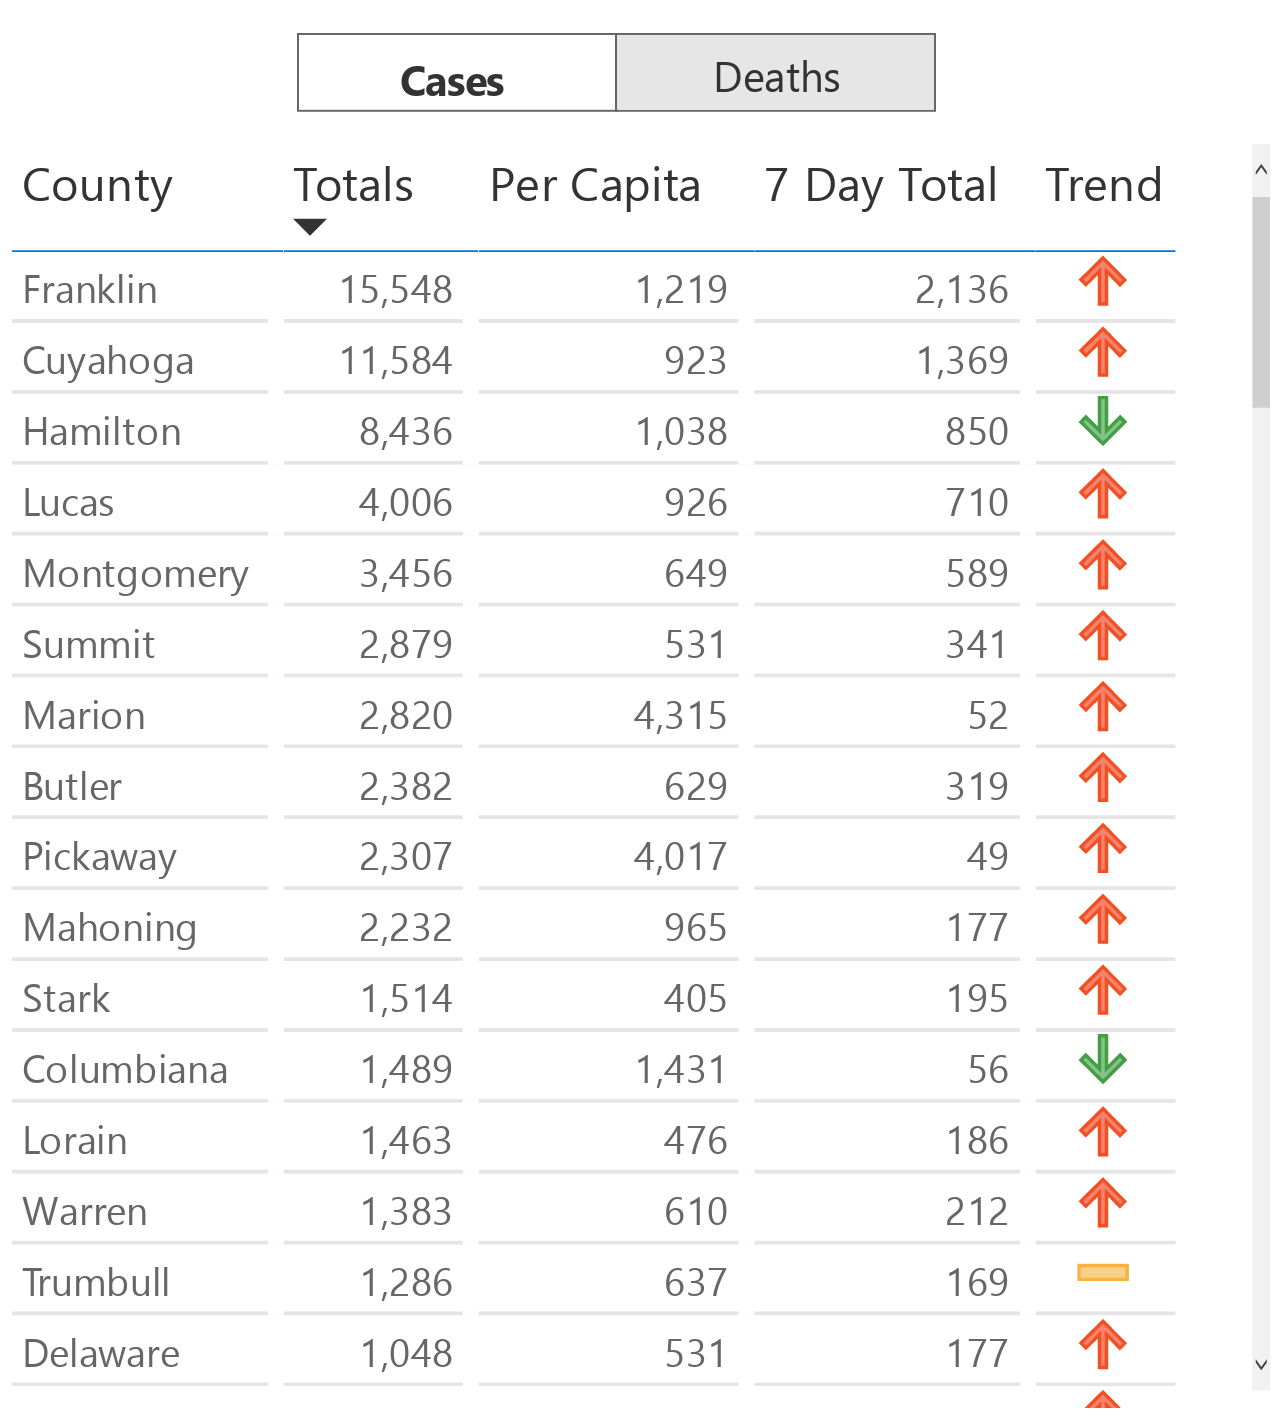 Cases Deaths
County Totals Per Capita 7 Day Total Trend
Franklin 15,548 1,219 2,136
Cuyahoga 11,584 923 1,369
Hamilton 8,436 1,038 850
Lucas 4,006 926 710
Montgomery 3,456 649 589
Summit 2,879 531 341
Marion 2,820 4,315 52
Butler 2,382 629 319
Pickaway 2,307 4,017 49
Mahoning 2,232 965 177
Stark 1,514 405 195
Columbiana 1,489 1,431 56
Lorain 1,463 476 186
Warren 1,383 610 212
Trumbull 1,286 637 169
Delaware 1,048 531 177